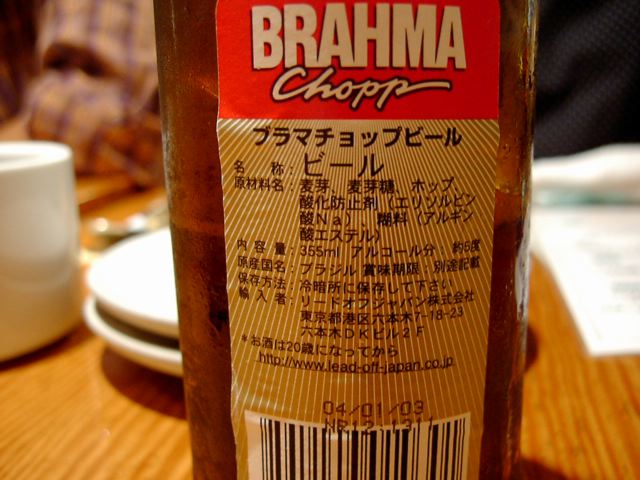 BRAHMA
Chopp
ブラマチョップビール
名 称：ビール
原材料名：麦芽、麦芽糖、ホップ、
酸化防止剤（エリソルビン
酸Na）、糊料（アルギン
酸エステル）
内 容 量：355ml アルコール分：約5度
原産国名：ブラジル 賞味期限：別途記載
保存方法：冷暗所に保存して下さい
輸 入 者：リードオフジャパン株式会社
東京都港区六本木7-18-23
六本木DKビル2F
＊お酒は20歳になってから
http://www.lead-off-japan.co.jp
04/01/03
NR12 1311